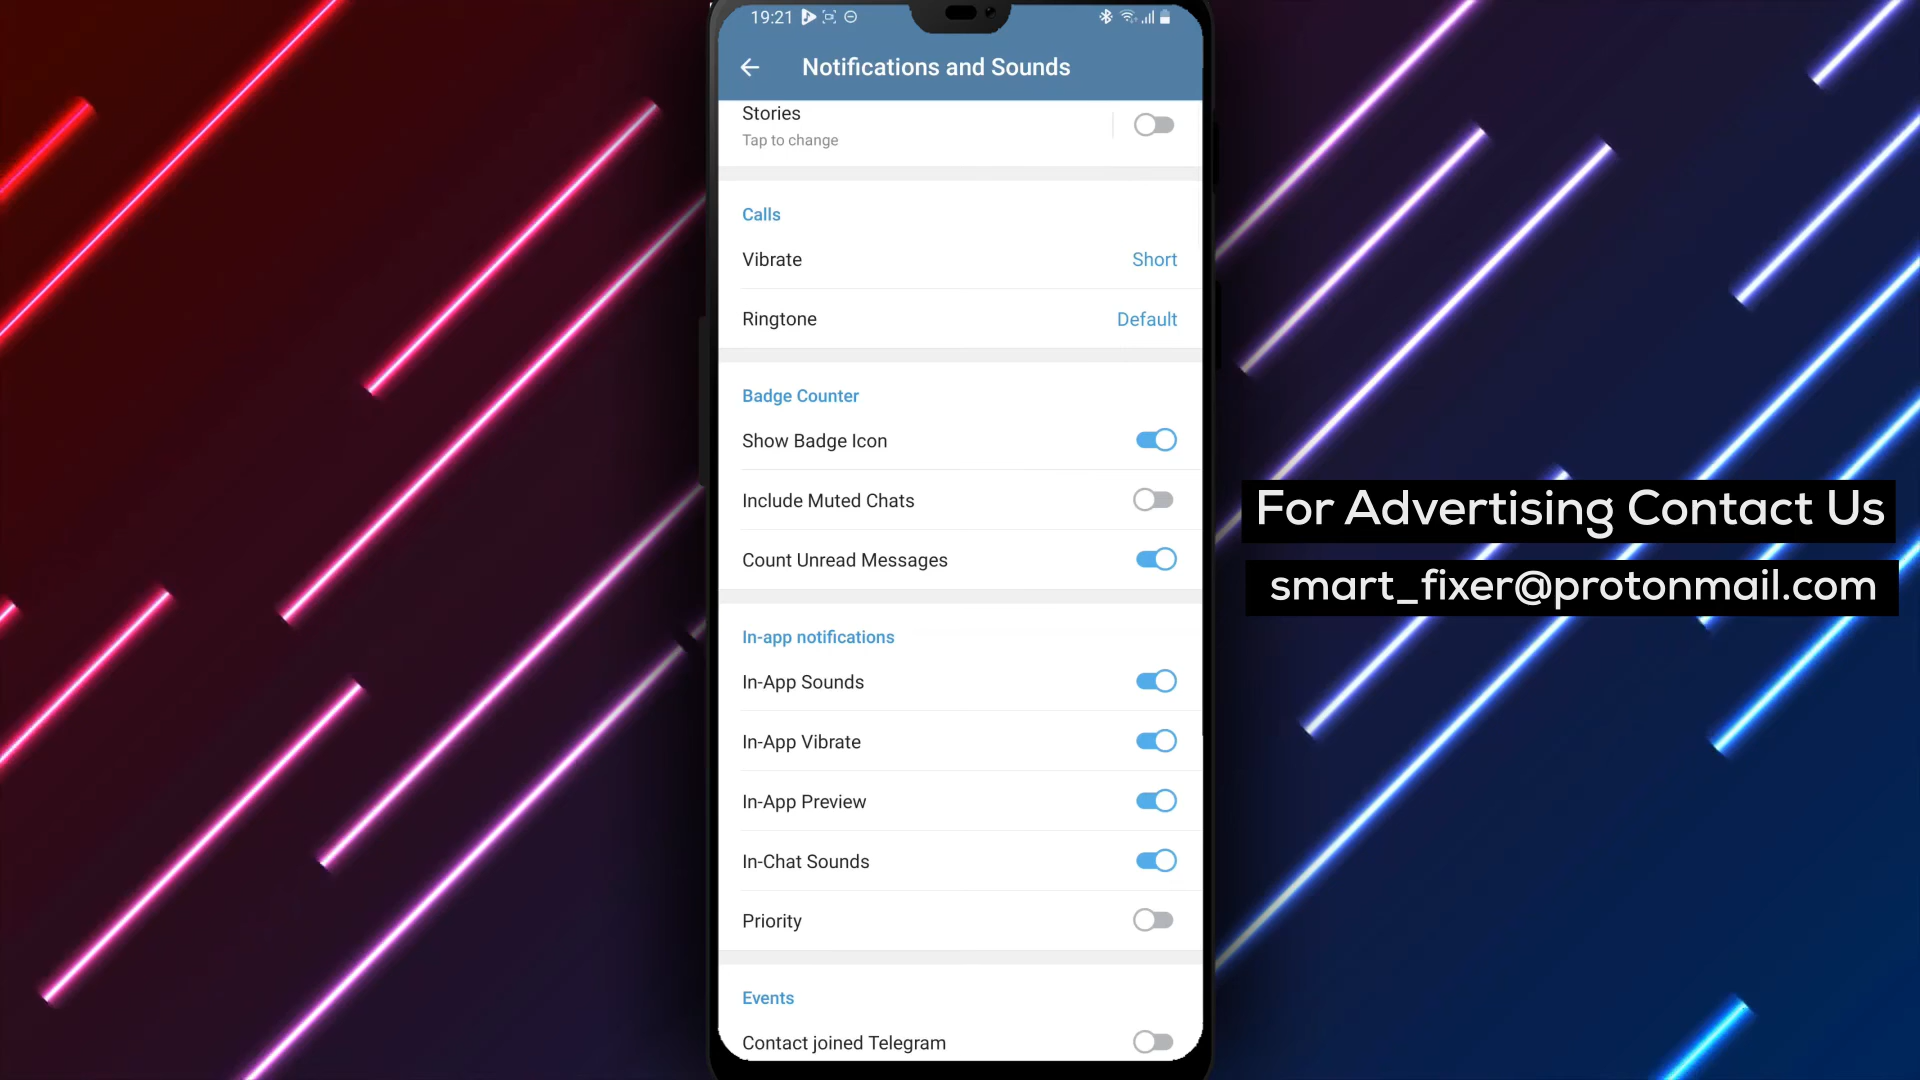 19:21
Notifications and Sounds
Stories
Tap to change
Calls
Vibrate Short
Ringtone Default
Badge Counter
Show Badge Icon
Include Muted Chats
Count Unread Messages
In-app notifications
In-App Sounds
In-App Vibrate
In-App Preview
In-Chat Sounds
Priority
Events
Contact joined Telegram
For Advertising Contact Us
smart_fixer@protonmail.com